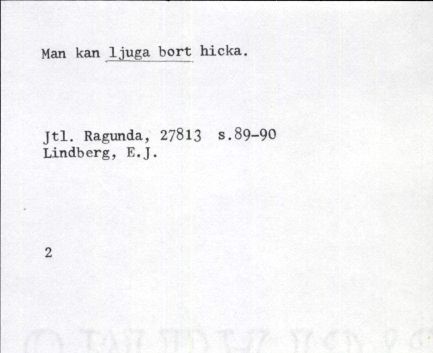 Man kan ljuga bort hicka.
Jtl. Ragunda, 27813 s.89-90
Lindberg, E.J.
2